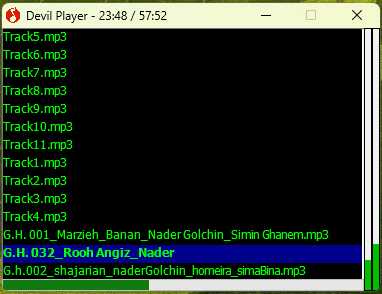 Devil Player - 23:48 / 57:52
Track5.mp3
Track6.mp3
Track7.mp3
Track8.mp3
Track9.mp3
Track10.mp3
Track11.mp3
Track1.mp3
Track2.mp3
Track3.mp3
Track4.mp3
G.H. 001_Marzieh_Banan_Nader Golchin_Simin Ghanem.mp3
G.H. 032_Rooh Angiz_Nader
G.h.002_shajarian_naderGolchin_homeira_simaBina.mp3